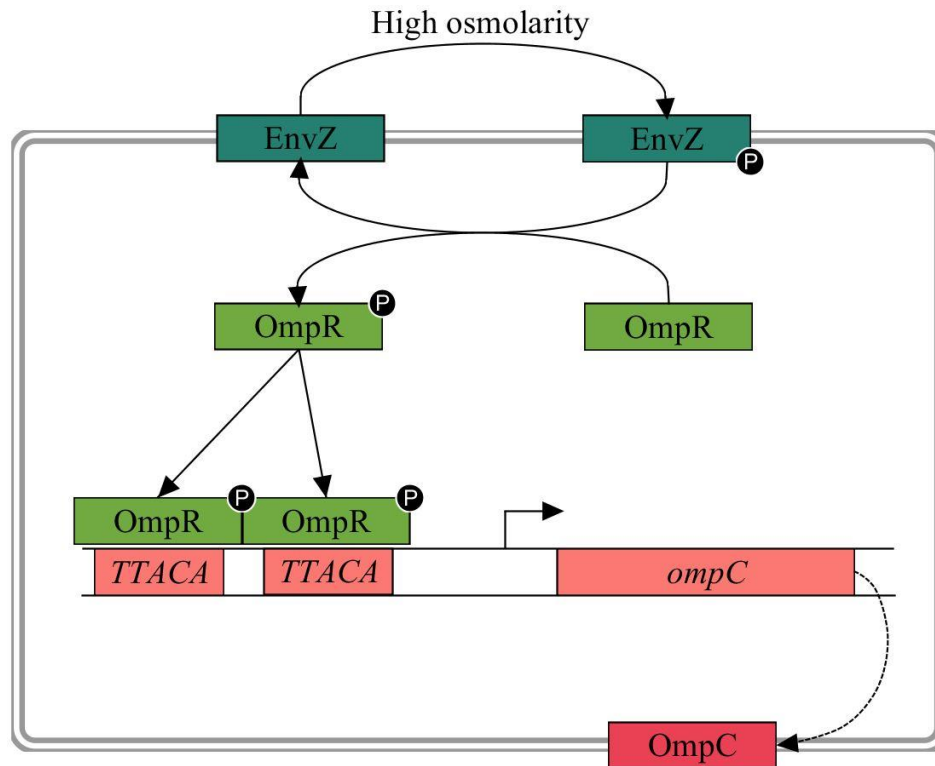 High osmolarity
EnvZ
EnvZ
P
P
OmpR
OmpR
P
P
OmpR
OmpR
TTACA
TTACA
ompC
OmpC